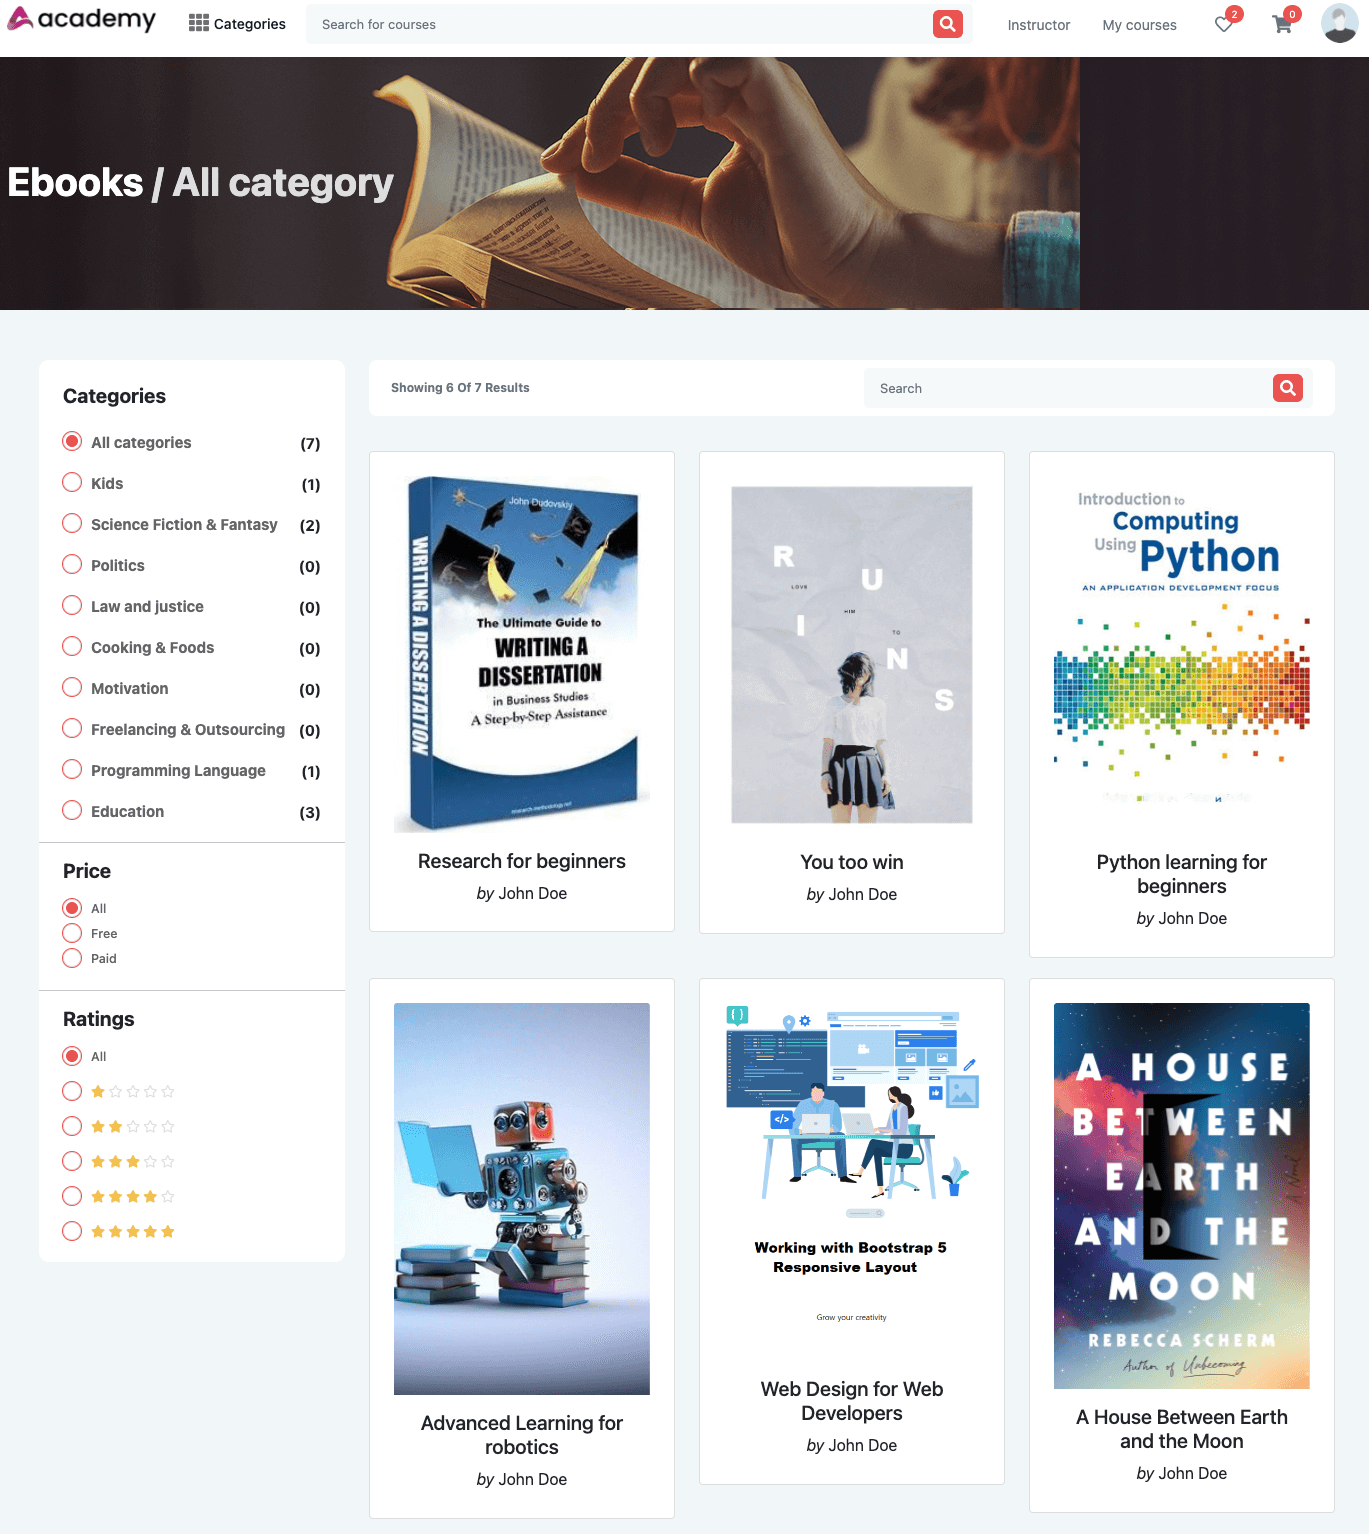 academy
Categories
Search for courses
Instructor
My courses
2
0
Ebooks / All category
Categories
All categories (7)
Kids (1)
Science Fiction & Fantasy (2)
Politics (0)
Law and justice (0)
Cooking & Foods (0)
Motivation (0)
Freelancing & Outsourcing (0)
Programming Language (1)
Education (3)
Price
All
Free
Paid
Ratings
All
Showing 6 Of 7 Results
Search
John Dudovskiy
WRITING A DISSERTATION
The Ultimate Guide to
WRITING A
DISSERTATION
in Business Studies
A Step-by-Step Assistance
research-methodology.net
Research for beginners
by John Doe
R U I N S
LOVE
HIM
TO
You too win
by John Doe
Introduction to
Computing
Using Python
AN APPLICATION DEVELOPMENT FOCUS
Python learning for
beginners
by John Doe
Advanced Learning for
robotics
by John Doe
{ }
</>
Working with Bootstrap 5
Responsive Layout
Grow your creativity
Web Design for Web
Developers
by John Doe
A HOUSE
BETWEEN
EARTH
AND THE
MOON
A Novel
REBECCA SCHERM
Author of Unbecoming
A House Between Earth
and the Moon
by John Doe